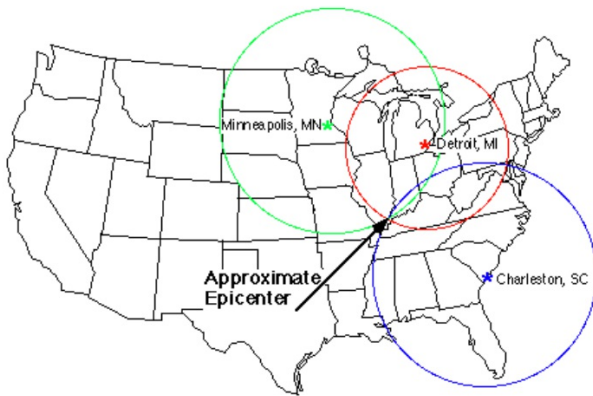 Minneapolis, MN
Detroit, MI
Approximate
Epicenter
Charleston, SC